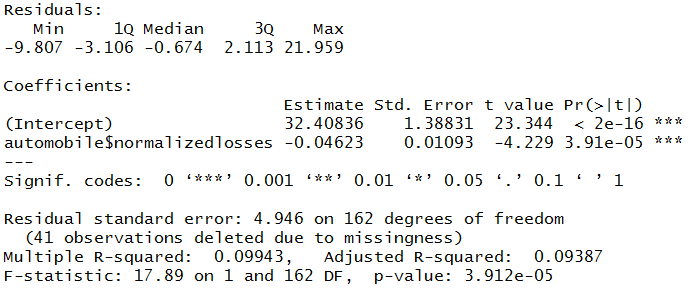 Residuals:
   Min     1Q Median     3Q    Max
-9.807 -3.106 -0.674  2.113 21.959
Coefficients:
                            Estimate Std. Error t value Pr(>|t|)
(Intercept)                 32.40836    1.38831  23.344  < 2e-16 ***
automobile$normalizedlosses -0.04623    0.01093  -4.229 3.91e-05 ***
---
Signif. codes:  0 ‘***’ 0.001 ‘**’ 0.01 ‘*’ 0.05 ‘.’ 0.1 ‘ ’ 1
Residual standard error: 4.946 on 162 degrees of freedom
  (41 observations deleted due to missingness)
Multiple R-squared:  0.09943,	Adjusted R-squared:  0.09387
F-statistic: 17.89 on 1 and 162 DF,  p-value: 3.912e-05